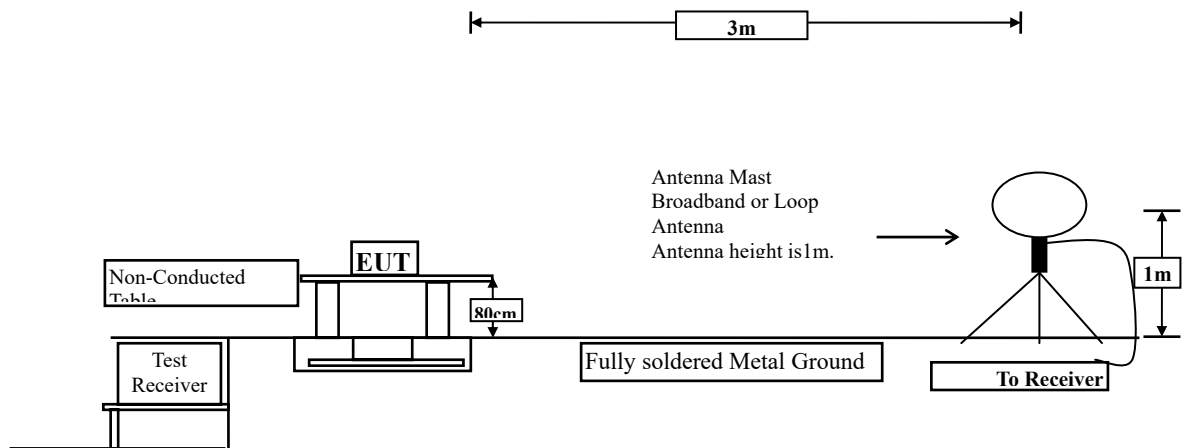 3m
Antenna Mast
Broadband or Loop
Antenna
Antenna height is1m.
EUT
Non-Conducted
Table
80cm
1m
Test
Receiver
Fully soldered Metal Ground
To Receiver